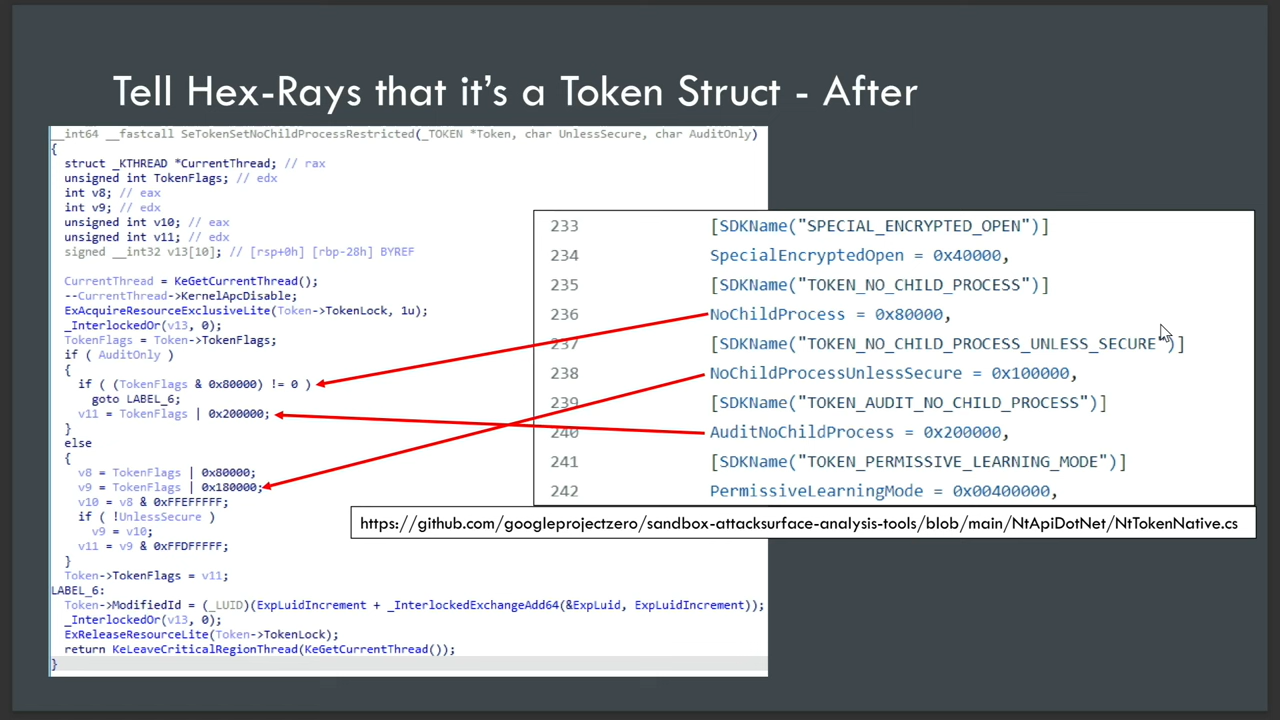 Tell Hex-Rays that it's a Token Struct - After
__int64 __fastcall SeTokenSetNoChildProcessRestricted(_TOKEN *Token, char UnlessSecure, char AuditOnly)
{
struct _KTHREAD *CurrentThread; // rax
unsigned int TokenFlags; // edx
int v8; // eax
int v9; // edx
unsigned int v10; // eax
unsigned int v11; // edx
signed __int32 v13[10]; // [rsp+0h] [rbp-28h] BYREF
CurrentThread = KeGetCurrentThread();
--CurrentThread->KernelApcDisable;
ExAcquireResourceExclusiveLite(Token->TokenLock, 1u);
_InterlockedOr(v13, 0);
TokenFlags = Token->TokenFlags;
if ( AuditOnly )
{
if ( (TokenFlags & 0x80000) != 0 )
goto LABEL_6;
v11 = TokenFlags | 0x200000;
}
else
{
v8 = TokenFlags | 0x80000;
v9 = TokenFlags | 0x180000;
v10 = v8 & 0xFFEFFFFF;
if ( !UnlessSecure )
v9 = v10;
v11 = v9 & 0xFFDFFFFF;
}
Token->TokenFlags = v11;
LABEL_6:
Token->ModifiedId = (_LUID)(ExpLuidIncrement + _InterlockedExchangeAdd64(&ExpLuid, ExpLuidIncrement));
_InterlockedOr(v13, 0);
ExReleaseResourceLite(Token->TokenLock);
return KeLeaveCriticalRegionThread(KeGetCurrentThread());
}
233 [SDKName("SPECIAL_ENCRYPTED_OPEN")]
234 SpecialEncryptedOpen = 0x40000,
235 [SDKName("TOKEN_NO_CHILD_PROCESS")]
236 NoChildProcess = 0x80000,
237 [SDKName("TOKEN_NO_CHILD_PROCESS_UNLESS_SECURE")]
238 NoChildProcessUnlessSecure = 0x100000,
239 [SDKName("TOKEN_AUDIT_NO_CHILD_PROCESS")]
240 AuditNoChildProcess = 0x200000,
241 [SDKName("TOKEN_PERMISSIVE_LEARNING_MODE")]
242 PermissiveLearningMode = 0x00400000,
https://github.com/googleprojectzero/sandbox-attacksurface-analysis-tools/blob/main/NtApiDotNet/NtTokenNative.cs